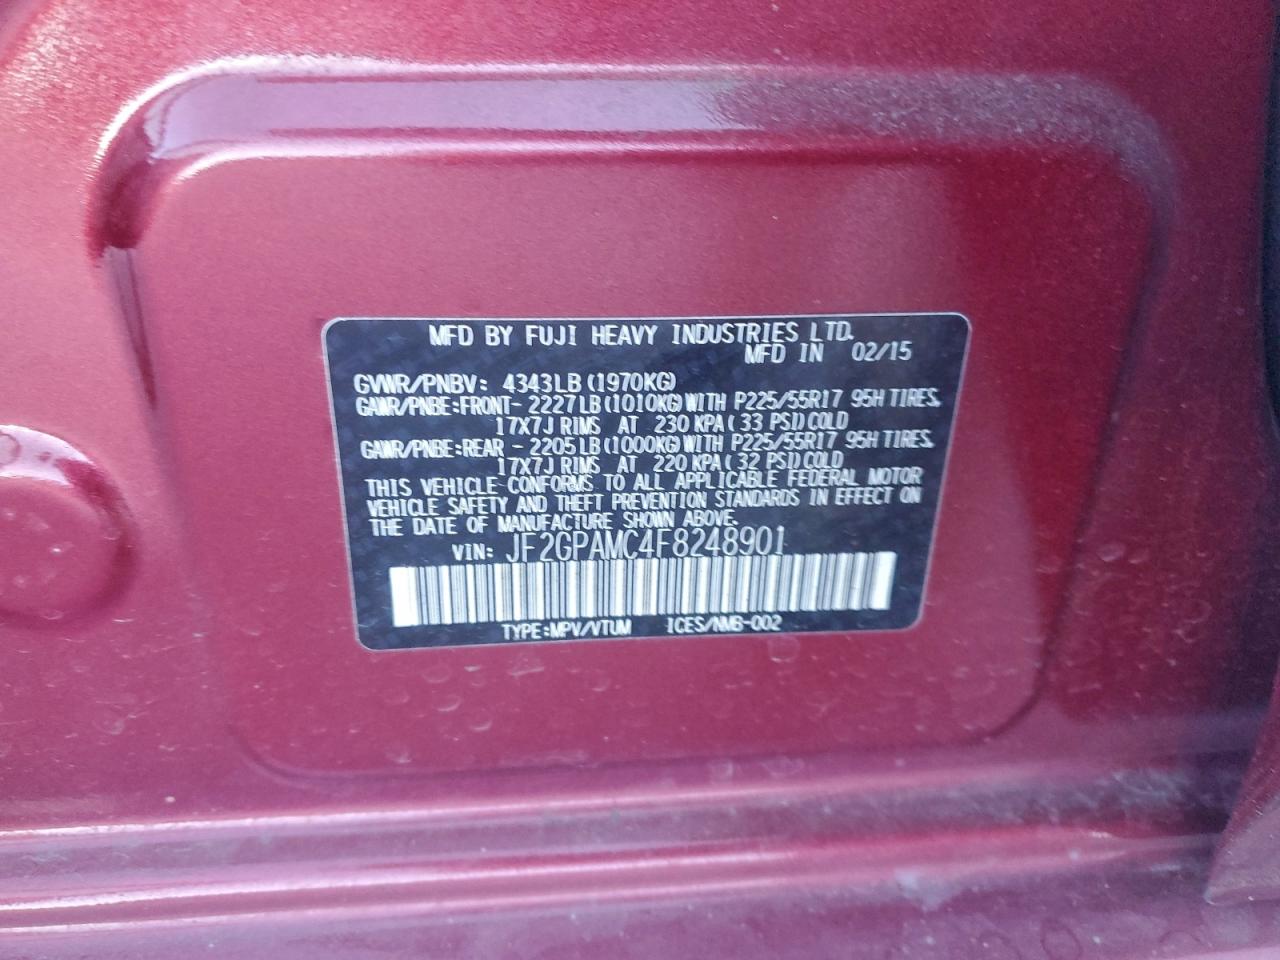 MFD BY FUJI HEAVY INDUSTRIES LTD.
MFD IN 02/15
GVWR/PNBV: 4343LB(1970KG)
GAWR/PNBE:FRONT- 2227LB(1010KG)WITH P225/55R17 95H TIRES,
17X7J RIMS AT 230 KPA( 33 PSI)COLD
GAWR/PNBE:REAR - 2205LB(1000KG)WITH P225/55R17 95H TIRES,
17X7J RIMS AT 220 KPA( 32 PSI)COLD
THIS VEHICLE CONFORMS TO ALL APPLICABLE FEDERAL MOTOR
VEHICLE SAFETY AND THEFT PREVENTION STANDARDS IN EFFECT ON
THE DATE OF MANUFACTURE SHOWN ABOVE.
VIN: JF2GPAMC4F8248901
TYPE:MPV/VTUM ICES/NMB-002